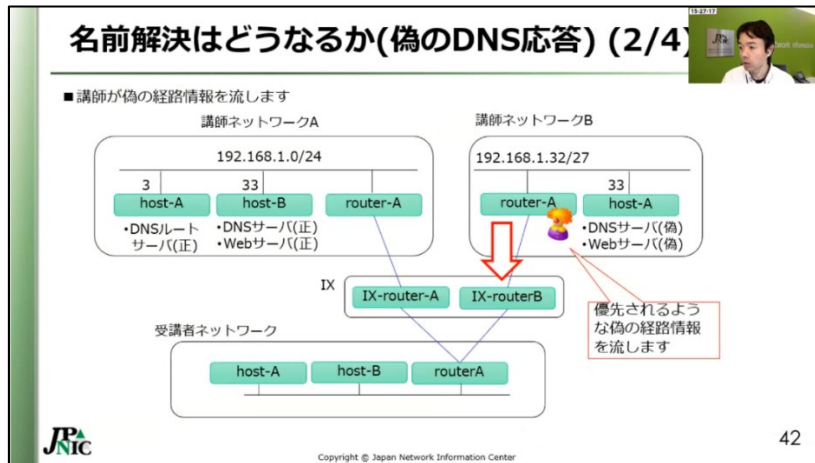 名前解決はどうなるか(偽のDNS応答) (2/4)
15:27:17
■講師が偽の経路情報を流します
講師ネットワークA
192.168.1.0/24
3
33
host-A
host-B
router-A
・DNSルート
サーバ(正)
・DNSサーバ(正)
・Webサーバ(正)
講師ネットワークB
192.168.1.32/27
33
router-A
host-A
・DNSサーバ(偽)
・Webサーバ(偽)
IX
IX-router-A
IX-routerB
優先されるよう
な偽の経路情報
を流します
受講者ネットワーク
host-A
host-B
routerA
JPNIC
Copyright © Japan Network Information Center
42